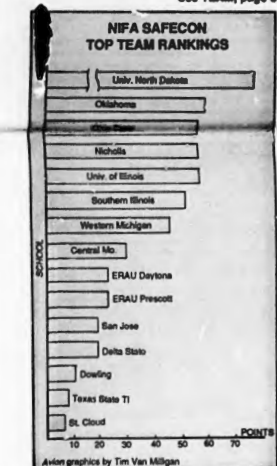 NIFA SAFECON
TOP TEAM RANKINGS
Univ. North Dakota
Oklahoma
Nicholls
Univ. of Illinois
Southern Illinois
Western Michigan
Central Mo.
ERAU Daytona
ERAU Prescott
San Jose
Delta State
Dowling
Texas State TI
St. Cloud
SCHOOL
POINTS
10 20 30 40 50 60 70
Avion graphics by Tim Van Milligan